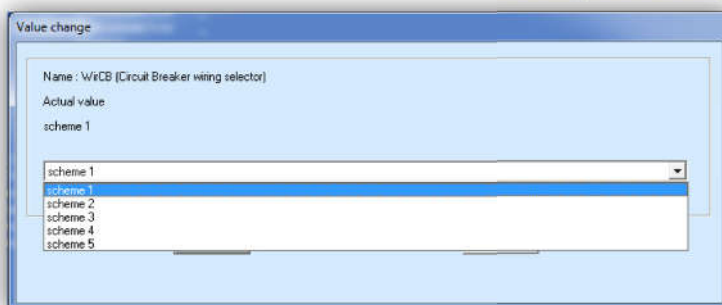 Value change
Name : WirCB (Circuit Breaker wiring selector)
Actual value
scheme 1
scheme 1
scheme 1
scheme 2
scheme 3
scheme 4
scheme 5